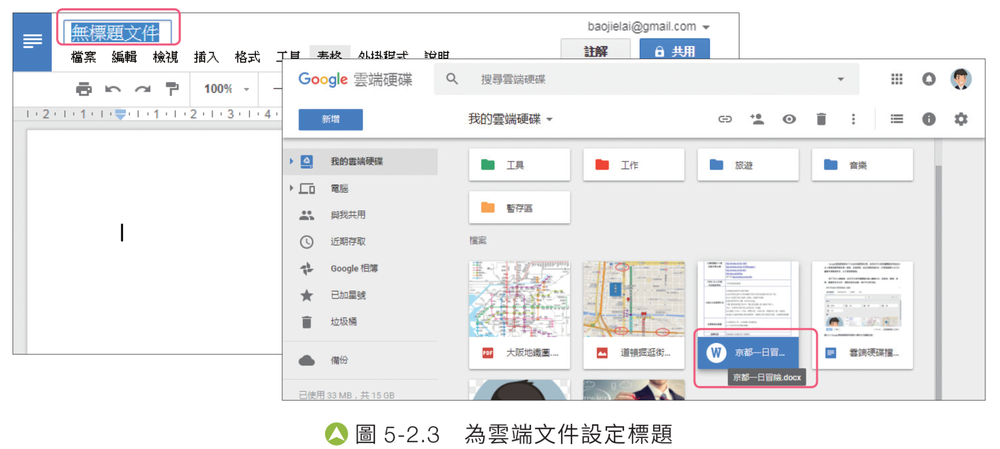 無標題文件
baojielai@gmail.com
檔案 編輯 檢視 插入 格式 工具 表格 外掛程式 說明
註解 共用
100%
2 1 1 2 3 4
Google 雲端硬碟
搜尋雲端硬碟
新增
我的雲端硬碟
我的雲端硬碟
電腦
與我共用
近期存取
Google 相簿
已加星號
垃圾桶
備份
已使用 33 MB，共 15 GB
工具
工作
旅遊
音樂
暫存區
檔案
PDF 大阪地鐵圖....
道頓掘逛街...
W 京都一日冒...
雲端硬碟檔...
京都一日冒險.docx
圖 5-2.3 為雲端文件設定標題